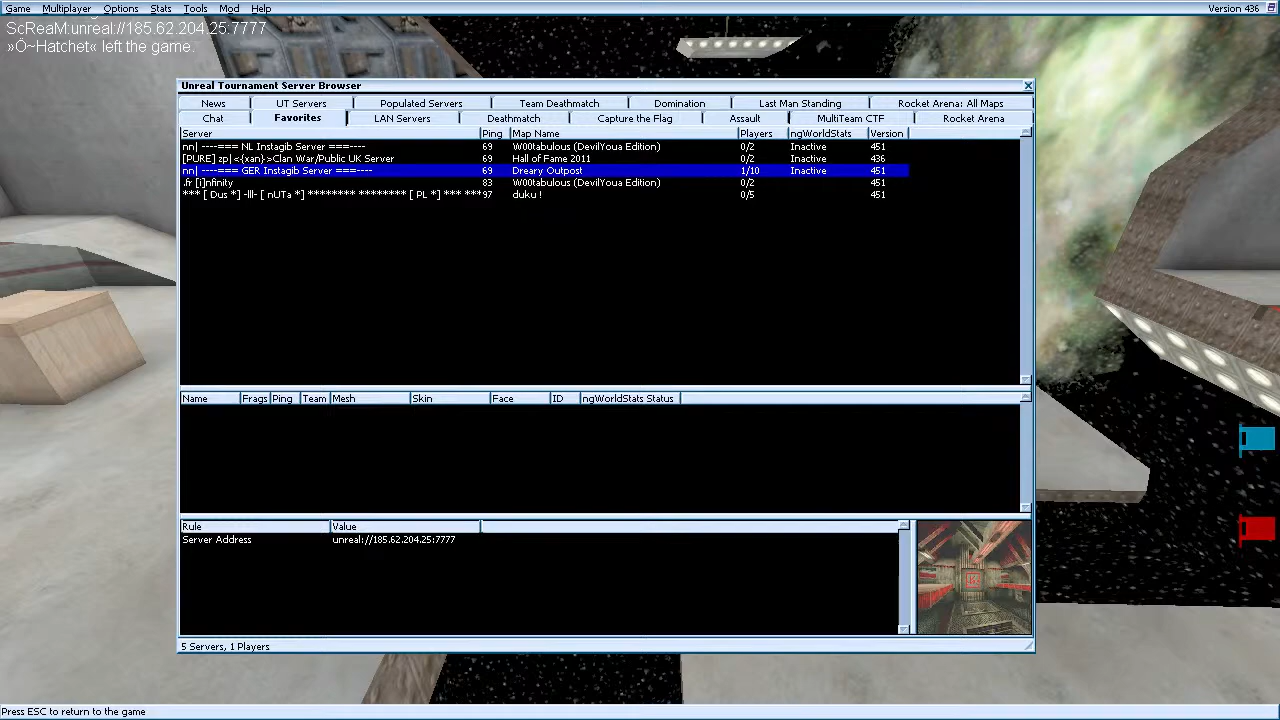 Game Multiplayer Options Stats Tools Mod Help Version 436
unreal://185.62.204.25:7777
»Ö-Hatchet« left the game.
Unreal Tournament Server Browser
News UT Servers Populated Servers Team Deathmatch Domination Last Man Standing Rocket Arena: All Maps
Chat Favorites LAN Servers Deathmatch Capture the Flag Assault MultiTeam CTF Rocket Arena
Server Ping Map Name Players ngWorldStats Version
nn| ----=== NL Instagib Server ===---- 69 W00tabulous (DevilYoua Edition) 0/2 Inactive 451
[PURE] zp|<{xan}>Clan War/Public UK Server 69 Hall of Fame 2011 0/2 Inactive 436
nn| ----=== GER Instagib Server ===---- 69 Dreary Outpost 1/10 Inactive 451
.fr [i]nfinity 83 W00tabulous (DevilYoua Edition) 0/2 Inactive 451
*** [ Dus *] -lll- [ nUTa *] ******** ********* [ PL *] *** *** 97 duku ! 0/5 451
Name Frags Ping Team Mesh Skin Face ID ngWorldStats Status
Rule Value
Server Address unreal://185.62.204.25:7777
5 Servers, 1 Players
Press ESC to return to the game